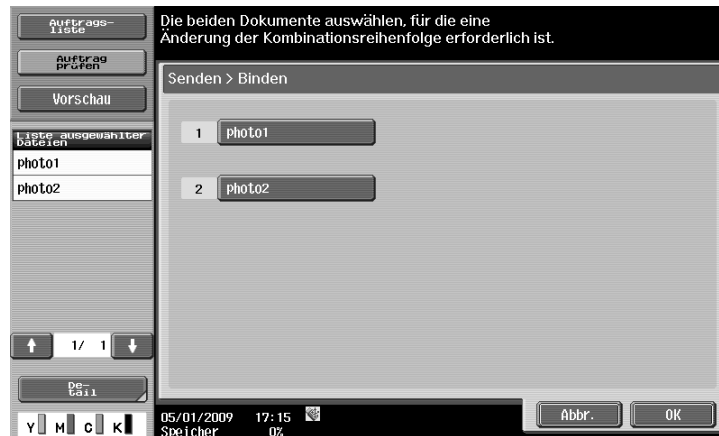 Auftrags-
liste
Auftrag
prüfen
Vorschau
Liste ausgewählter
Dateien
photo1
photo2
1/ 1
De-
tail
Y M C K
Die beiden Dokumente auswählen, für die eine
Änderung der Kombinationsreihenfolge erforderlich ist.
Senden > Binden
1 photo1
2 photo2
05/01/2009 17:15
Speicher 0%
Abbr. OK